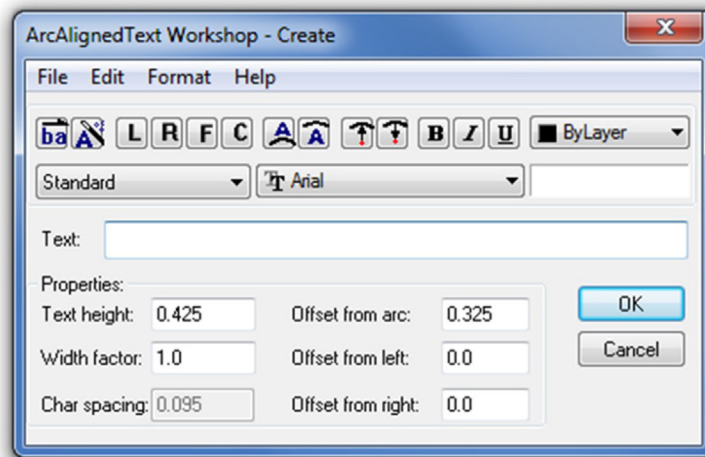 ArcAlignedText Workshop - Create
File Edit Format Help
ba A L R F C A A B I U ByLayer
Standard Arial
Text:
Properties:
Text height: 0.425 Offset from arc: 0.325 OK
Width factor: 1.0 Offset from left: 0.0 Cancel
Char spacing: 0.095 Offset from right: 0.0